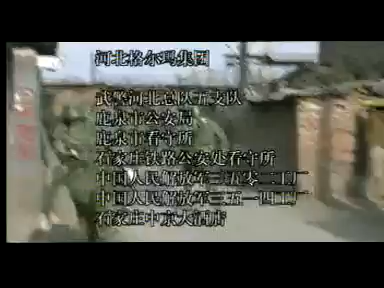 河北格尔玛集团
武警河北总队五支队
鹿泉市公安局
鹿泉市看守所
石家庄铁路公安处看守所
中国人民解放军三五零二工厂
中国人民解放军三五一四工厂
石家庄中京大酒店